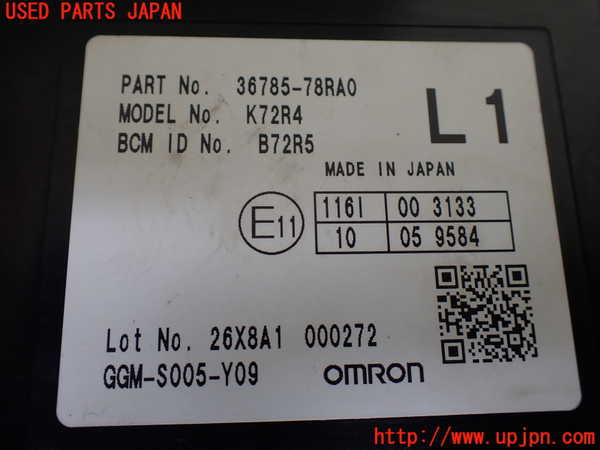 USED PARTS JAPAN
PART No. 36785-78RA0
MODEL No. K72R4
BCM ID No. B72R5
L1
MADE IN JAPAN
E11
116I 00 3133
10 05 9584
Lot No. 26X8A1 000272
GGM-S005-Y09 OMRON
http://www.upjpn.com/